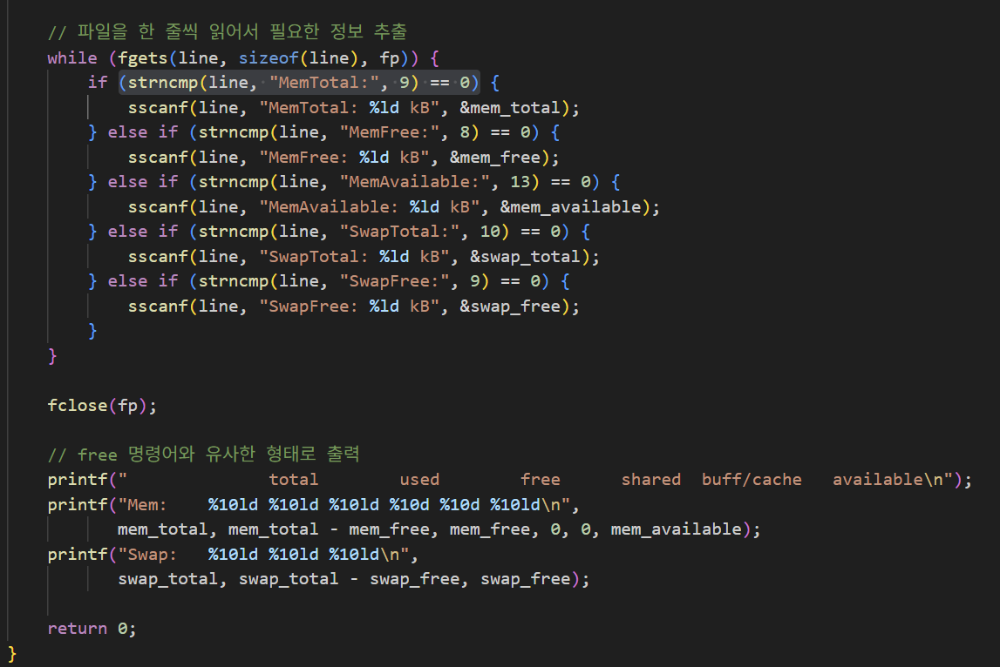 // 파일을 한 줄씩 읽어서 필요한 정보 추출
while (fgets(line, sizeof(line), fp)) {
    if (strncmp(line, "MemTotal:", 9) == 0) {
        sscanf(line, "MemTotal: %ld kB", &mem_total);
    } else if (strncmp(line, "MemFree:", 8) == 0) {
        sscanf(line, "MemFree: %ld kB", &mem_free);
    } else if (strncmp(line, "MemAvailable:", 13) == 0) {
        sscanf(line, "MemAvailable: %ld kB", &mem_available);
    } else if (strncmp(line, "SwapTotal:", 10) == 0) {
        sscanf(line, "SwapTotal: %ld kB", &swap_total);
    } else if (strncmp(line, "SwapFree:", 9) == 0) {
        sscanf(line, "SwapFree: %ld kB", &swap_free);
    }
}

fclose(fp);

// free 명령어와 유사한 형태로 출력
printf("              total        used        free      shared  buff/cache   available\n");
printf("Mem:    %10ld %10ld %10ld %10d %10d %10ld\n",
       mem_total, mem_total - mem_free, mem_free, 0, 0, mem_available);
printf("Swap:   %10ld %10ld %10ld\n",
       swap_total, swap_total - swap_free, swap_free);

return 0;
}